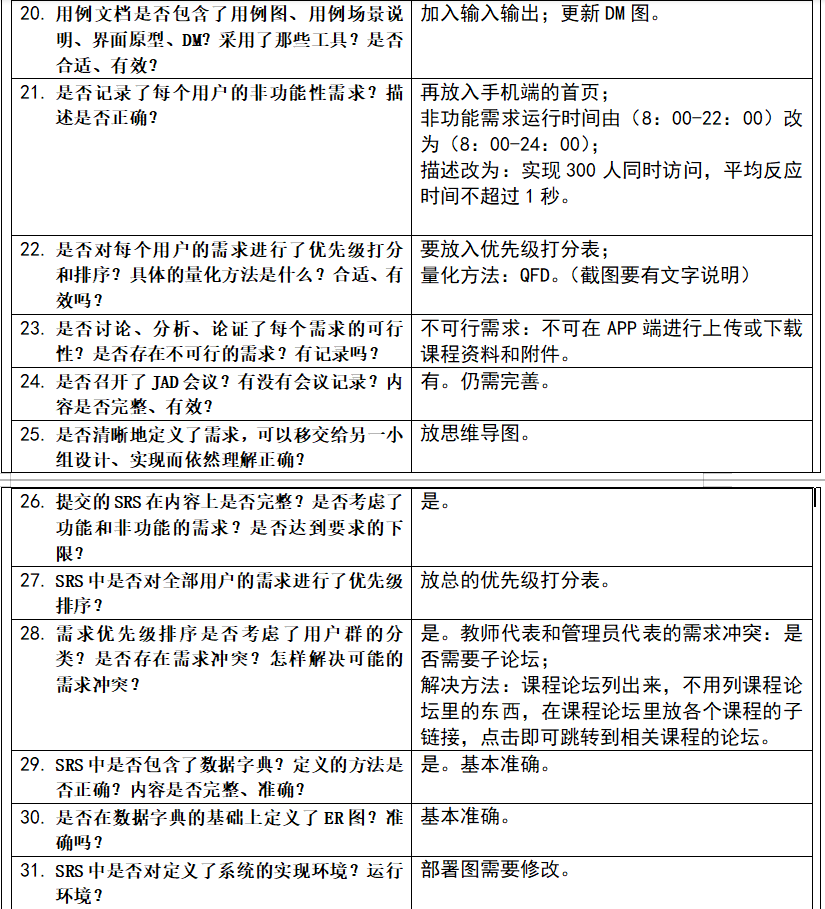 20. 用例文档是否包含了用例图、用例场景说
明、界面原型、DM？采用了那些工具？是否
合适、有效？
加入输入输出；更新 DM 图。
21. 是否记录了每个用户的非功能性需求？描
述是否正确？
再放入手机端的首页；
非功能需求运行时间由（8：00-22：00）改
为（8：00-24：00）；
描述改为：实现 300 人同时访问，平均反应
时间不超过 1 秒。
22. 是否对每个用户的需求进行了优先级打分
和排序？具体的量化方法是什么？合适、有
效吗？
要放入优先级打分表；
量化方法：QFD。（截图要有文字说明）
23. 是否讨论、分析、论证了每个需求的可行
性？是否存在不可行的需求？有记录吗？
不可行需求：不可在 APP 端进行上传或下载
课程资料和附件。
24. 是否召开了 JAD 会议？有没有会议记录？内
容是否完整、有效？
有。仍需完善。
25. 是否清晰地定义了需求，可以移交给另一小
组设计、实现而依然理解正确？
放思维导图。
26. 提交的 SRS 在内容上是否完整？是否考虑了
功能和非功能的需求？是否达到要求的下
限？
是。
27. SRS 中是否对全部用户的需求进行了优先级
排序？
放总的优先级打分表。
28. 需求优先级排序是否考虑了用户群的分
类？是否存在需求冲突？怎样解决可能的
需求冲突？
是。教师代表和管理员代表的需求冲突：是
否需要子论坛；
解决方法：课程论坛列出来，不用列课程论
坛里的东西，在课程论坛里放各个课程的子
链接，点击即可跳转到相关课程的论坛。
29. SRS 中是否包含了数据字典？定义的方法是
否正确？内容是否完整、准确？
是。基本准确。
30. 是否在数据字典的基础上定义了 ER 图？准
确吗？
基本准确。
31. SRS 中是否对定义了系统的实现环境？运行
环境？
部署图需要修改。